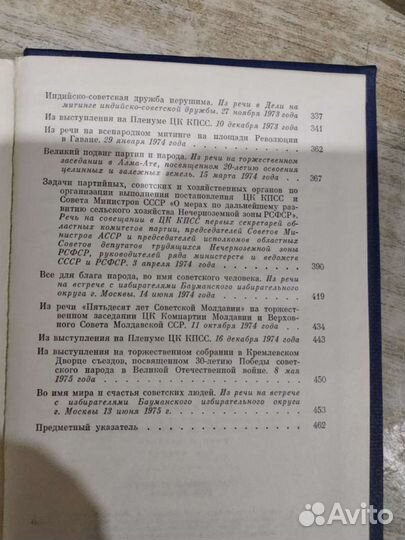 Индийско-советская дружба нерушима. Из речи в Дели на
митинге индийско-советской дружбы. 27 ноября 1973 года 337
Из выступления на Пленуме ЦК КПСС. 10 декабря 1973 года 341
Из речи на всенародном митинге на площади Революции
в Гаване. 29 января 1974 года . . . . . . . . . 362
Великий подвиг партии и народа. Из речи на торжественном
заседании в Алма-Ате, посвященном 20-летию освоения
целинных и залежных земель. 15 марта 1974 года . . 367
Задачи партийных, советских и хозяйственных органов по
организации выполнения постановления ЦК КПСС и
Совета Министров СССР «О мерах по дальнейшему раз-
витию сельского хозяйства Нечерноземной зоны РСФСР».
Речь на совещании в ЦК КПСС первых секретарей об-
ластных комитетов партии, председателей Советов Ми-
нистров АССР и председателей исполкомов областных
Советов депутатов трудящихся Нечерноземной зоны
РСФСР, руководителей ряда министерств и ведомств
СССР и РСФСР. 5 апреля 1974 года . . . . . . . 390
Все для блага народа, во имя советского человека. Из речи
на встрече с избирателями Бауманского избирательного
округа г. Москвы. 14 июня 1974 года . . . . . . 419
Из речи «Пятьдесят лет Советской Молдавии» на торжест-
венном заседании ЦК Компартии Молдавии и Верхов-
ного Совета Молдавской ССР. 11 октября 1974 года . . 434
Из выступления на Пленуме ЦК КПСС. 16 декабря 1974 года 443
Из выступления на торжественном собрании в Кремлевском
Дворце съездов, посвященном 30-летию Победы совет-
ского народа в Великой Отечественной войне. 8 мая
1975 года . . . . . . . . . . . . . . . 450
Во имя мира и счастья советских людей. Из речи на встрече
с избирателями Бауманского избирательного округа
г. Москвы 13 июня 1975 г. . . . . . . . . . . 453
Предметный указатель . . . . . . . . . . . . 462
Avito